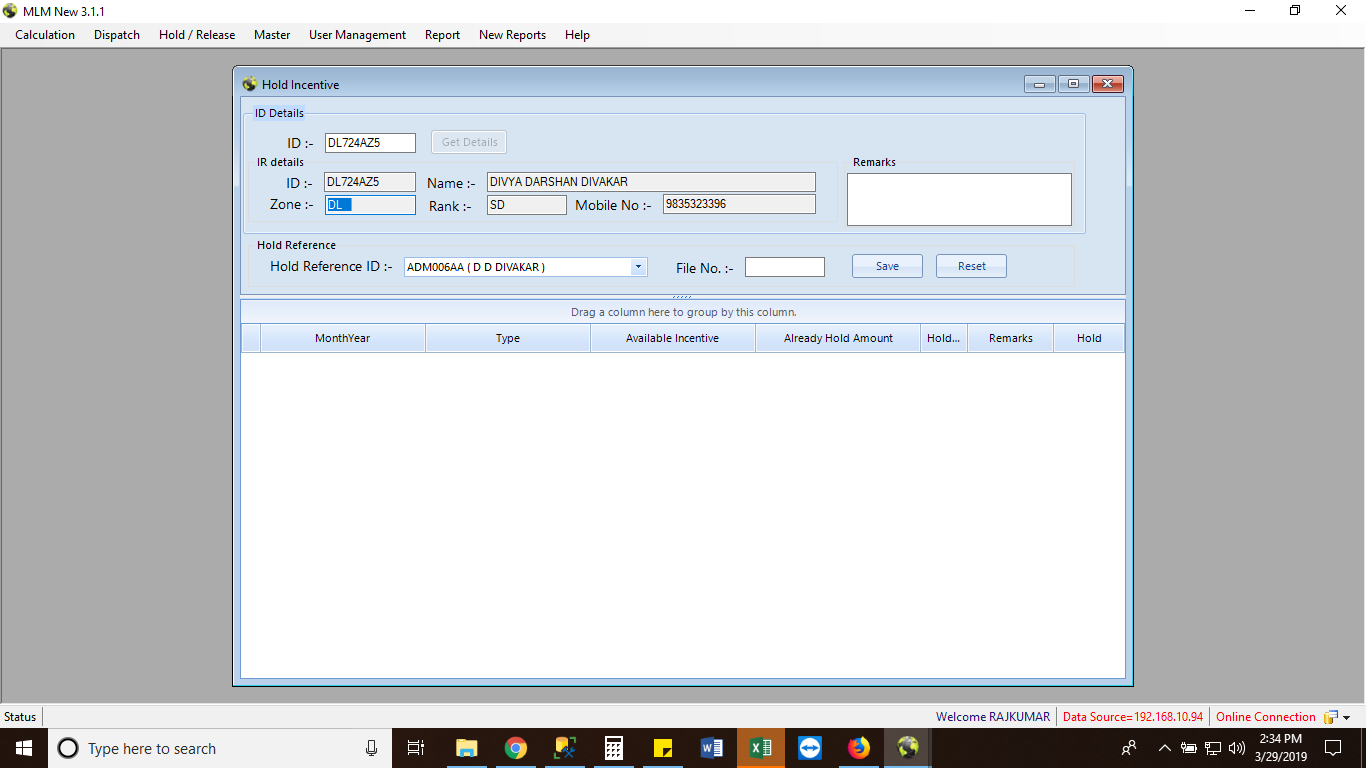 MLM New 3.1.1
Calculation Dispatch Hold / Release Master User Management Report New Reports Help
Hold Incentive
ID Details
ID :- DL724AZ5 Get Details
IR details Remarks
ID :- DL724AZ5 Name :- DIVYA DARSHAN DIVAKAR
Zone :- DL Rank :- SD Mobile No :- 9835323396
Hold Reference
Hold Reference ID :- ADM006AA ( D D DIVAKAR ) File No. :- Save Reset
Drag a column here to group by this column.
MonthYear Type Available Incentive Already Hold Amount Hold... Remarks Hold
Status Welcome RAJKUMAR Data Source=192.168.10.94 Online Connection
Type here to search
2:34 PM
3/29/2019